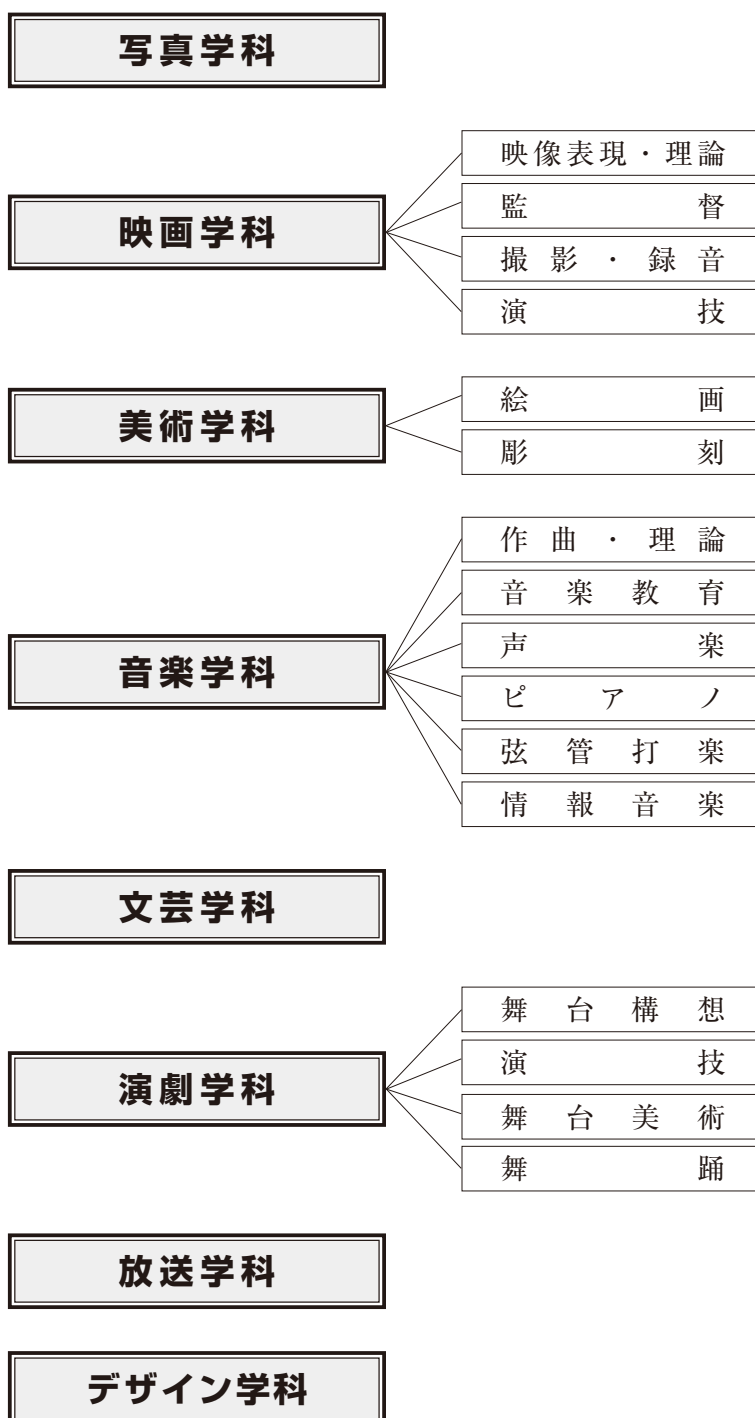 写真学科
映画学科
映像表現・理論
監督
撮影・録音
演技
美術学科
絵画
彫刻
音楽学科
作曲・理論
音楽教育
声楽
ピアノ
弦管打楽
情報音楽
文芸学科
演劇学科
舞台構想
演技
舞台美術
舞踊
放送学科
デザイン学科